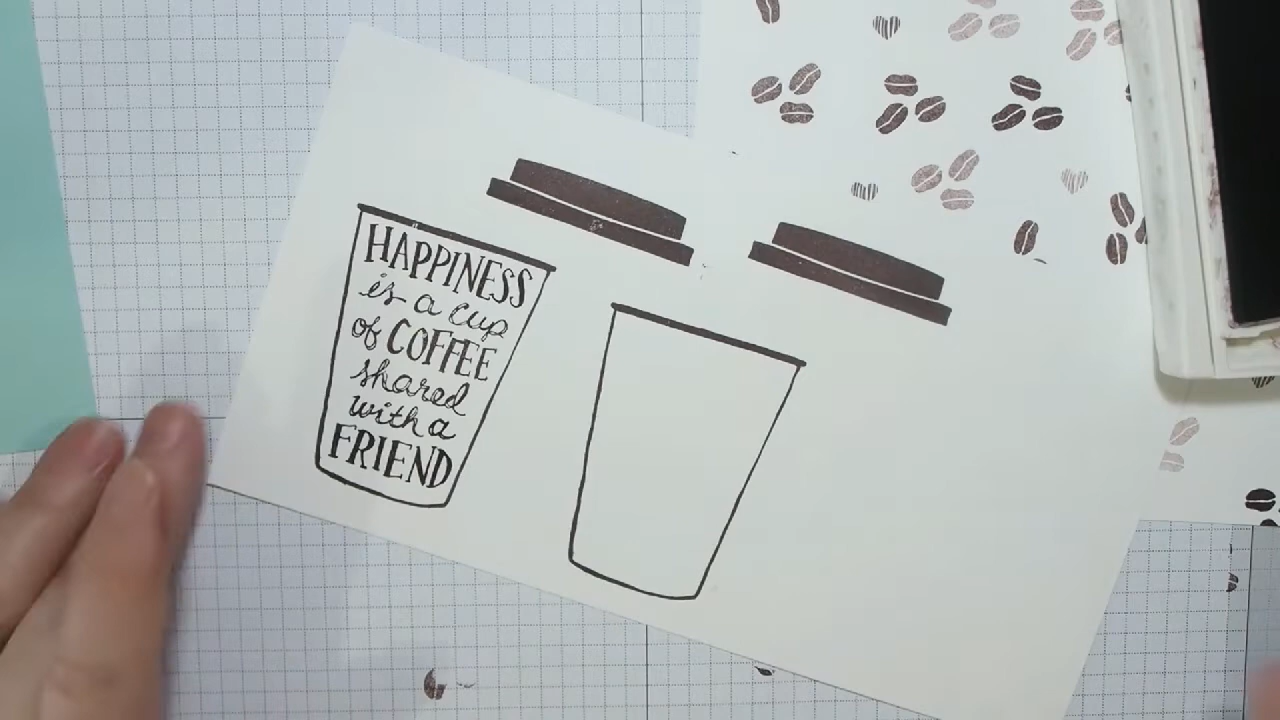 HAPPINESS
is a cup
of COFFEE
shared
with a
FRIEND